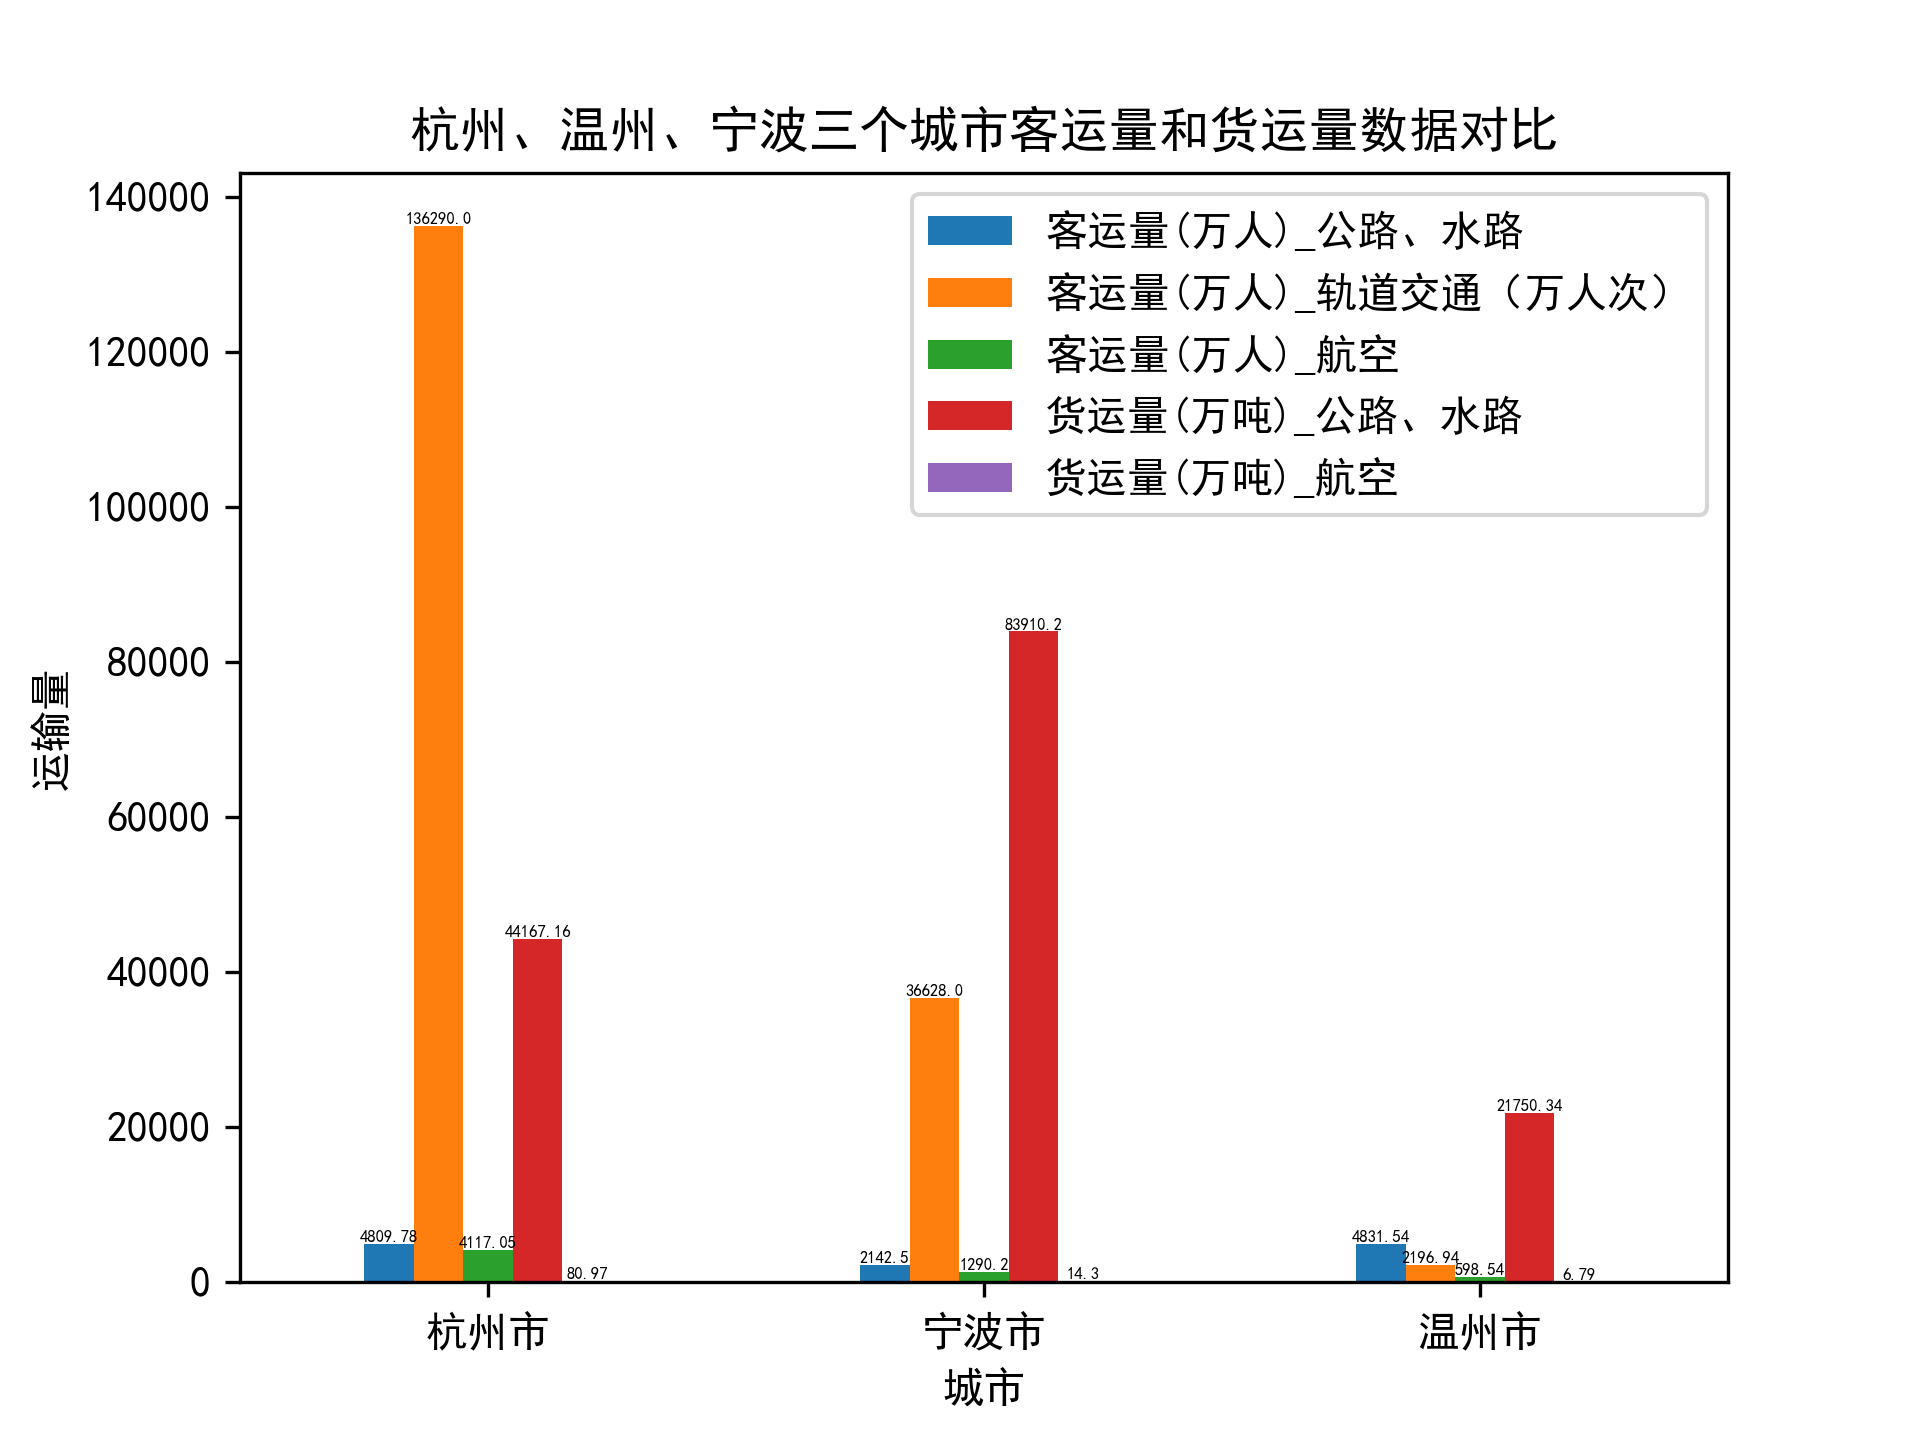 杭州、温州、宁波三个城市客运量和货运量数据对比
客运量(万人)_公路、水路
客运量(万人)_轨道交通（万人次）
客运量(万人)_航空
货运量(万吨)_公路、水路
货运量(万吨)_航空
运输量
140000
120000
100000
80000
60000
40000
20000
0
4809.78
136290.0
4117.05
44167.16
80.97
2142.5
36628.0
1290.2
83910.2
14.3
4831.54
2196.94
598.54
21750.34
6.79
杭州市
宁波市
温州市
城市